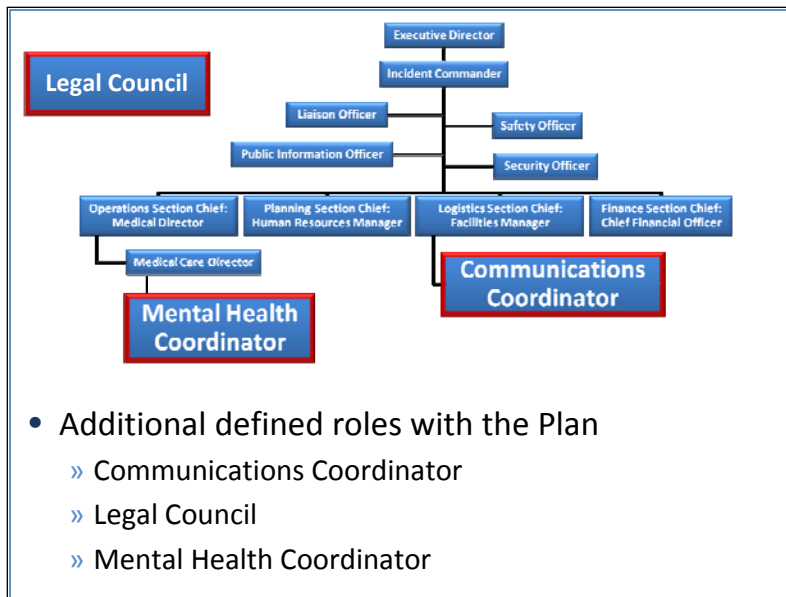 Executive Director
Legal Council
Incident Commander
Liaison Officer
Safety Officer
Public Information Officer
Security Officer
Operations Section Chief:
Medical Director
Planning Section Chief:
Human Resources Manager
Logistics Section Chief:
Facilities Manager
Finance Section Chief:
Chief Financial Officer
Medical Care Director
Communications
Coordinator
Mental Health
Coordinator
• Additional defined roles with the Plan
» Communications Coordinator
» Legal Council
» Mental Health Coordinator